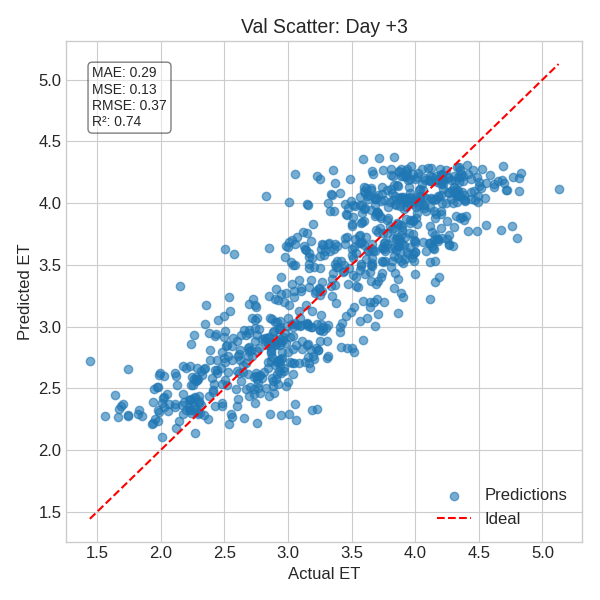 Val Scatter: Day +3
MAE: 0.29
MSE: 0.13
RMSE: 0.37
R²: 0.74
5.0
4.5
4.0
3.5
3.0
2.5
2.0
1.5
Predicted ET
Predictions
Ideal
1.5 2.0 2.5 3.0 3.5 4.0 4.5 5.0
Actual ET